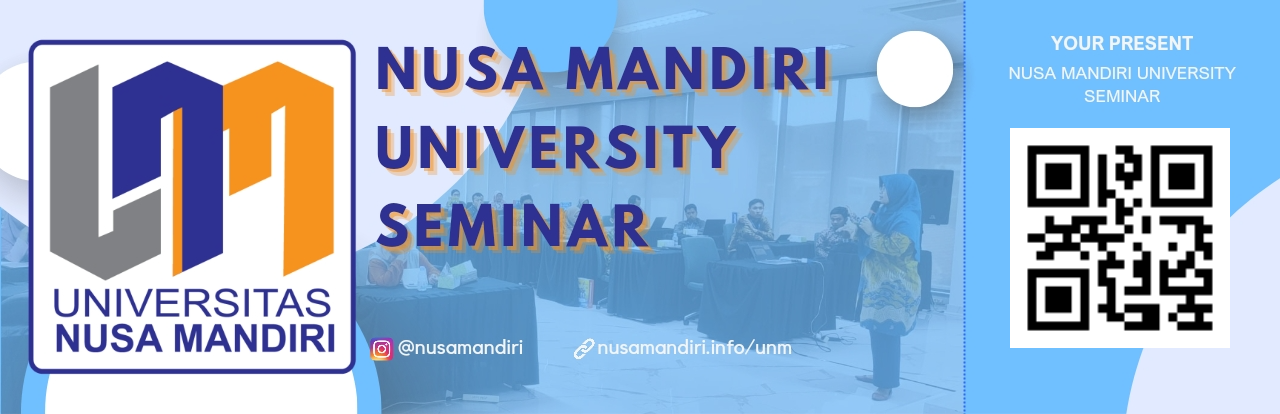 UNIVERSITAS
NUSA MANDIRI
NUSA MANDIRI
UNIVERSITY
SEMINAR
@nusamandiri
nusamandiri.info/unm
YOUR PRESENT
NUSA MANDIRI UNIVERSITY
SEMINAR